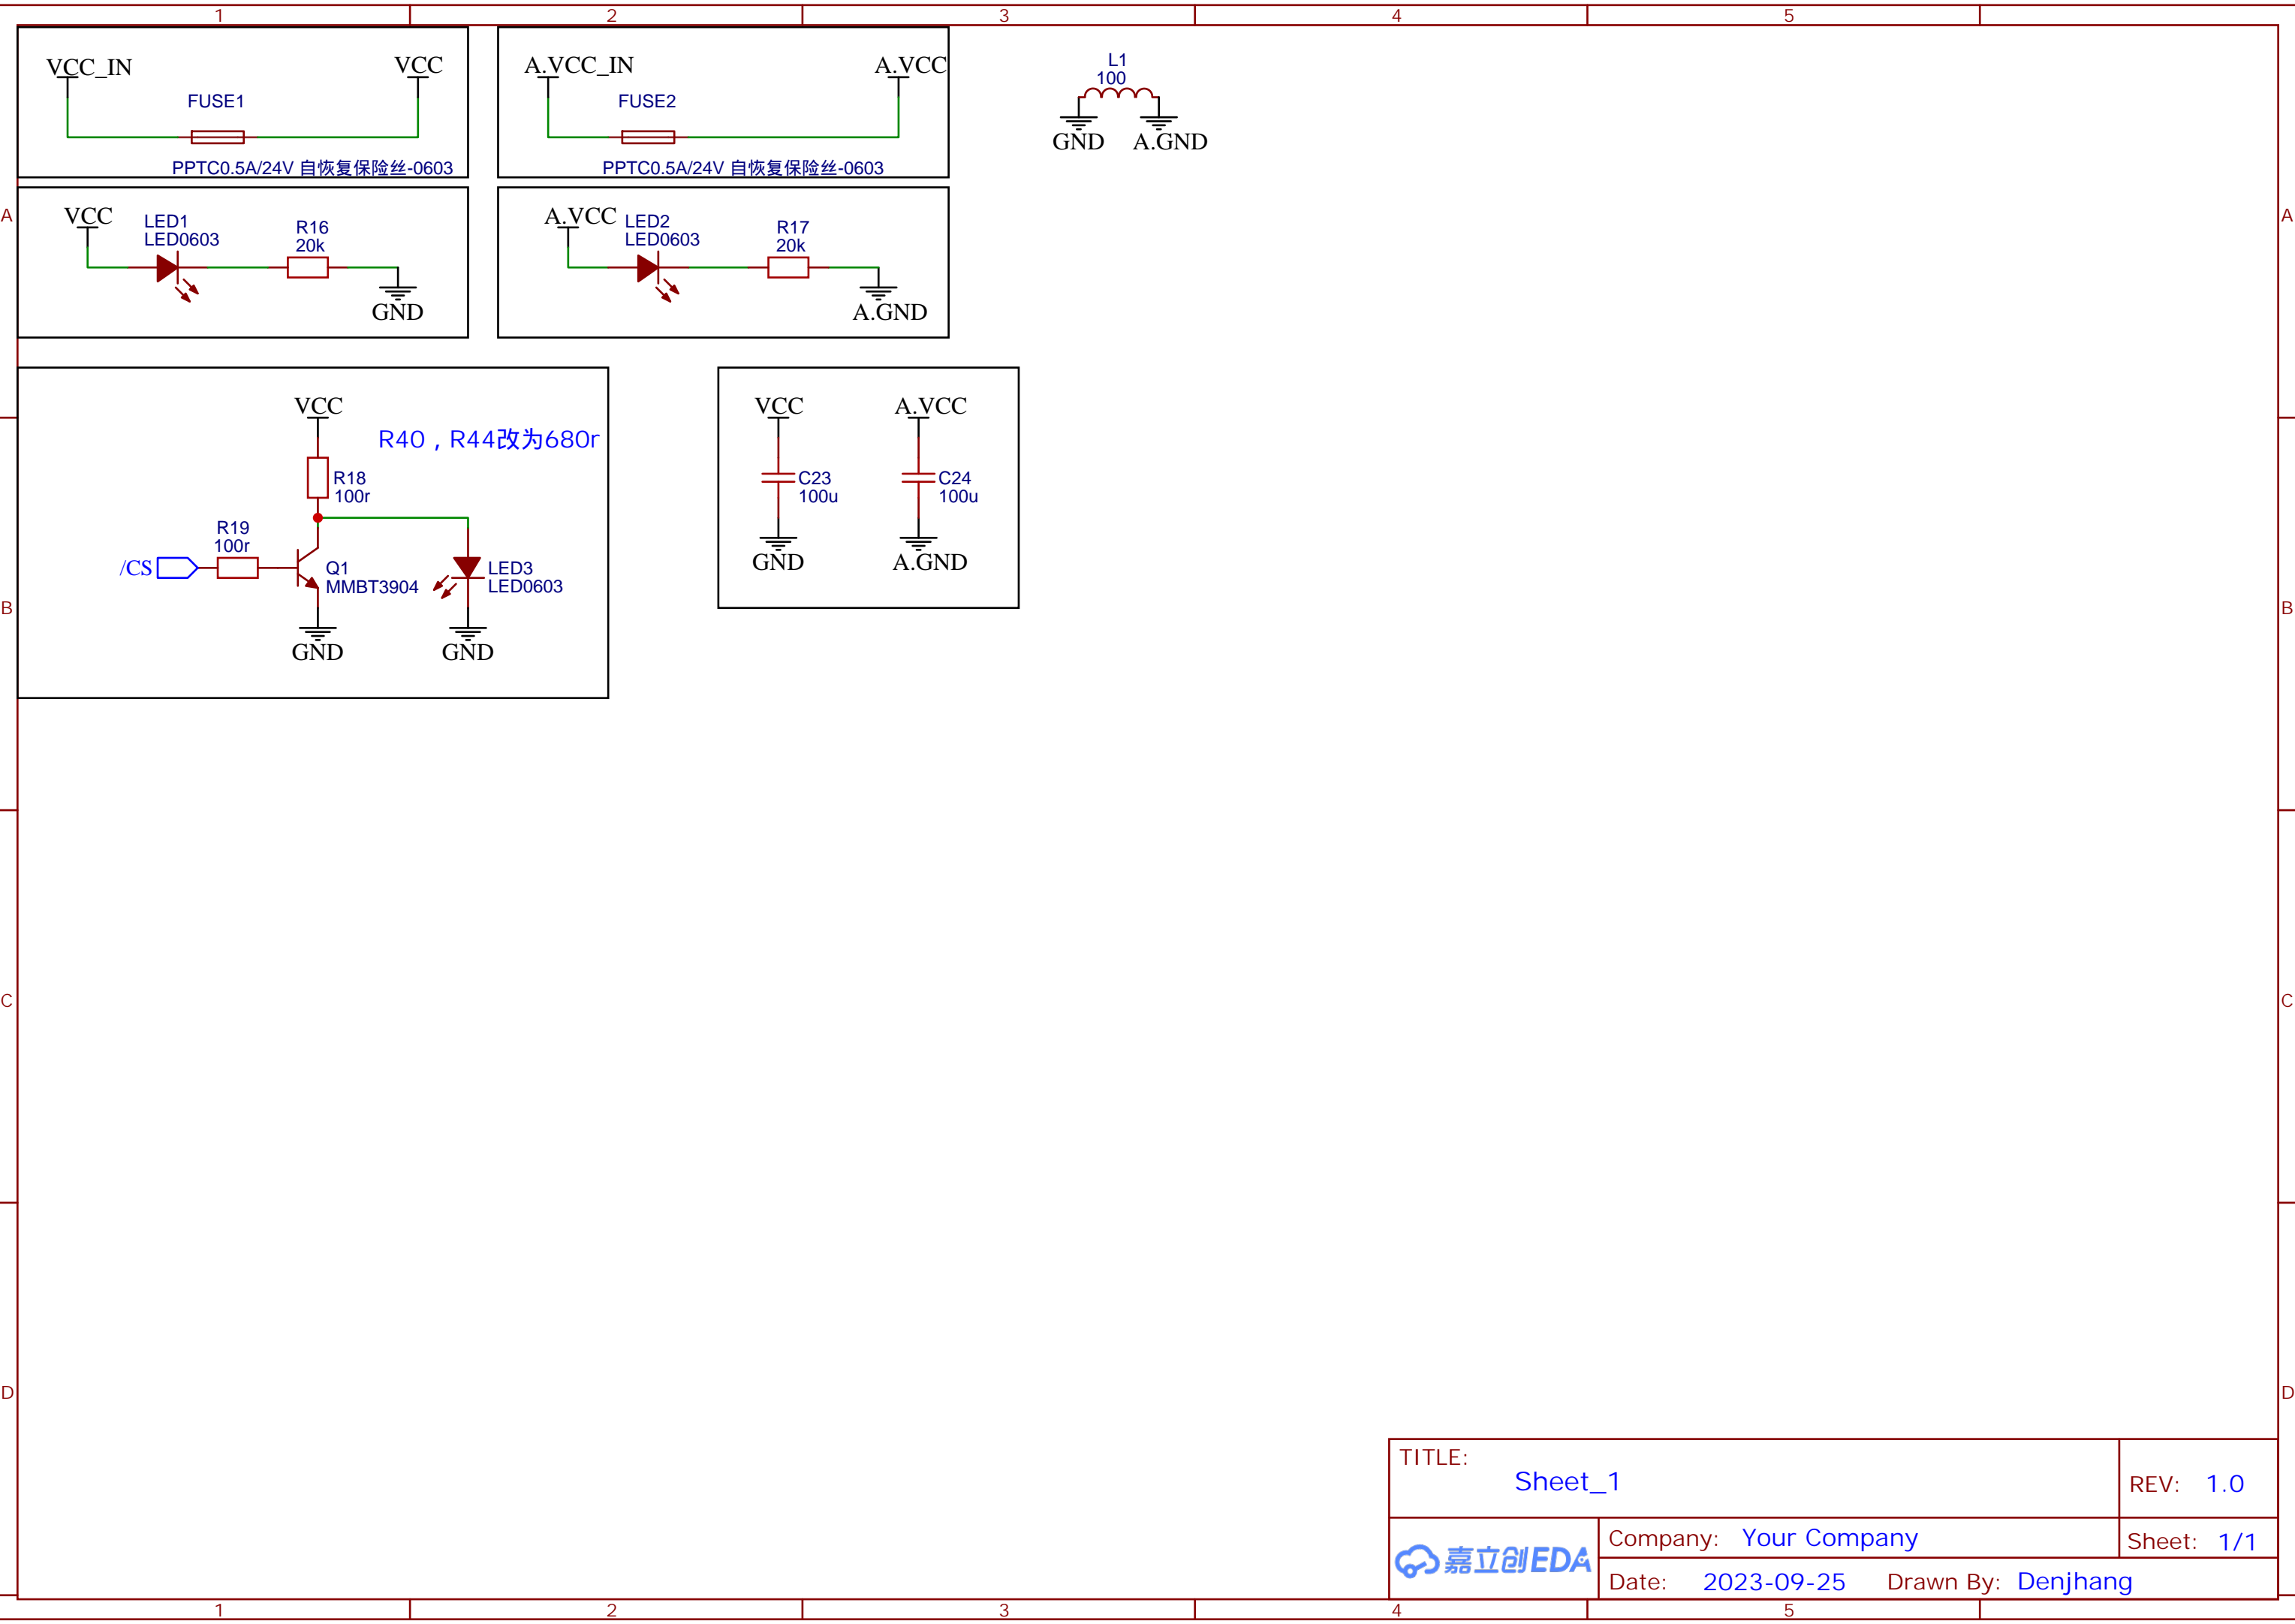 1 2 3 4 5
VCC_IN VCC
FUSE1
PPTC0.5A/24V 自恢复保险丝-0603
A.VCC_IN A.VCC
FUSE2
PPTC0.5A/24V 自恢复保险丝-0603
L1
100
GND A.GND
A A
VCC
LED1
LED0603
R16
20k
GND
A.VCC
LED2
LED0603
R17
20k
A.GND
VCC
R40，R44改为680r
R18
100r
R19
100r
/CS
Q1
MMBT3904
LED3
LED0603
GND GND
VCC A.VCC
C23
100u
C24
100u
GND A.GND
B B
C C
D D
TITLE:
Sheet_1
REV: 1.0
嘉立创EDA
Company: Your Company
Sheet: 1/1
Date: 2023-09-25 Drawn By: Denjhang
1 2 3 4 5